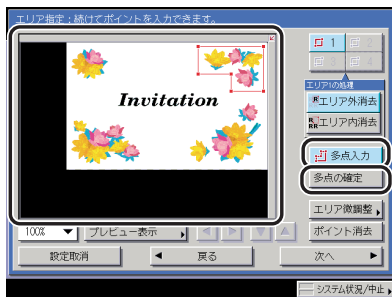 エリア指定:続けてポイントを入力できます。
1
2
3
4
エリア1の処理
エリア外消去
エリア内消去
Invitation
多点入力
多点の確定
エリア微調整
100%
プレビュー表示
ポイント消去
設定取消
戻る
次へ
システム状況/中止